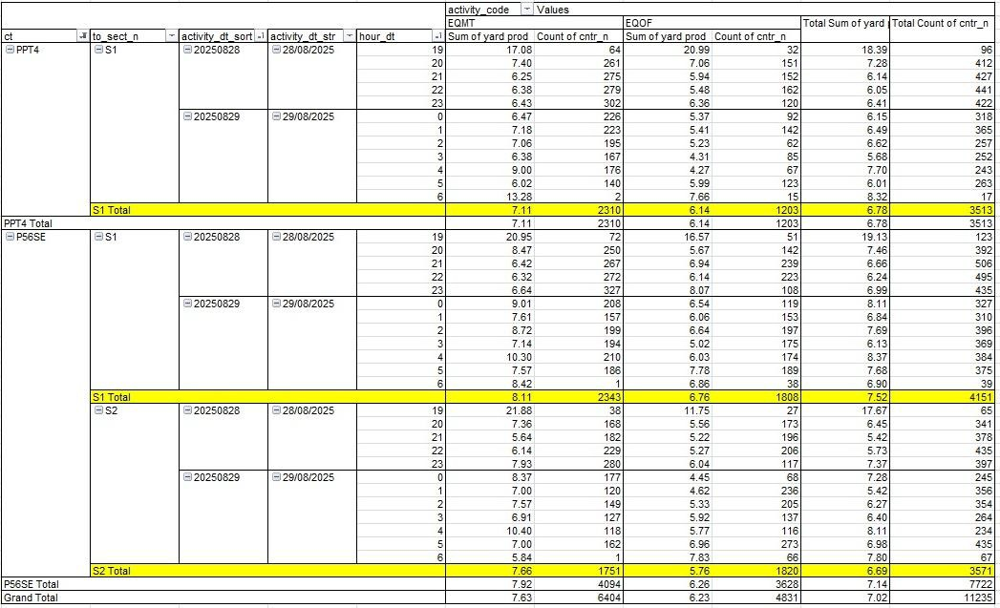 activity_code Values
EQMT EQOF Total Sum of yard Total Count of cntr_n
ct to_sect_n activity_dt_sort activity_dt_str hour_dt Sum of yard prod Count of cntr_n Sum of yard prod Count of cntr_n
PPT4 S1 20250828 28/08/2025 19 17.08 64 20.99 32 18.39 96
20 7.40 261 7.06 151 7.28 412
21 6.25 275 5.94 152 6.14 427
22 6.38 279 5.48 162 6.05 441
23 6.43 302 6.36 120 6.41 422
20250829 29/08/2025 0 6.47 226 5.37 92 6.15 318
1 7.18 223 5.41 142 6.49 365
2 7.06 195 5.23 62 6.62 257
3 6.38 167 4.31 85 5.68 252
4 9.00 176 4.27 67 7.70 243
5 6.02 140 5.99 123 6.01 263
6 13.28 2 7.66 15 8.32 17
S1 Total 7.11 2310 6.14 1203 6.78 3513
PPT4 Total 7.11 2310 6.14 1203 6.78 3513
P56SE S1 20250828 28/08/2025 19 20.95 72 16.57 51 19.13 123
20 8.47 250 5.67 142 7.46 392
21 6.42 267 6.94 239 6.66 506
22 6.32 272 6.14 223 6.24 495
23 6.64 327 8.07 108 6.99 435
20250829 29/08/2025 0 9.01 208 6.54 119 8.11 327
1 7.61 157 6.06 153 6.84 310
2 8.72 199 6.64 197 7.69 396
3 7.14 194 5.02 175 6.13 369
4 10.30 210 6.03 174 8.37 384
5 7.57 186 7.78 189 7.68 375
6 8.42 1 6.86 38 6.90 39
S1 Total 8.11 2343 6.76 1808 7.52 4151
S2 20250828 28/08/2025 19 21.88 38 11.75 27 17.67 65
20 7.36 168 5.56 173 6.45 341
21 5.64 182 5.22 196 5.42 378
22 6.14 229 5.27 206 5.73 435
23 7.93 280 6.04 117 7.37 397
20250829 29/08/2025 0 8.37 177 4.45 68 7.28 245
1 7.00 120 4.62 236 5.42 356
2 7.57 149 5.33 205 6.27 354
3 6.91 127 5.92 137 6.40 264
4 10.40 118 5.77 116 8.11 234
5 7.00 162 6.96 273 6.98 435
6 5.84 1 7.83 66 7.80 67
S2 Total 7.66 1751 5.76 1820 6.69 3571
P56SE Total 7.92 4094 6.26 3628 7.14 7722
Grand Total 7.63 6404 6.23 4831 7.02 11235